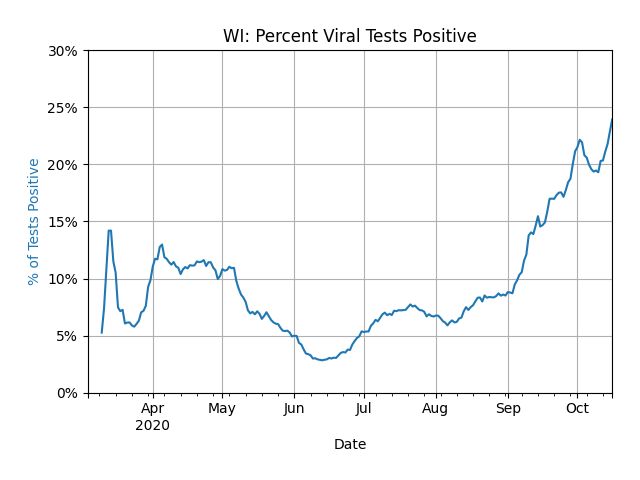 WI: Percent Viral Tests Positive
30%
25%
20%
15%
10%
5%
0%
% of Tests Positive
Apr May Jun Jul Aug Sep Oct
2020
Date